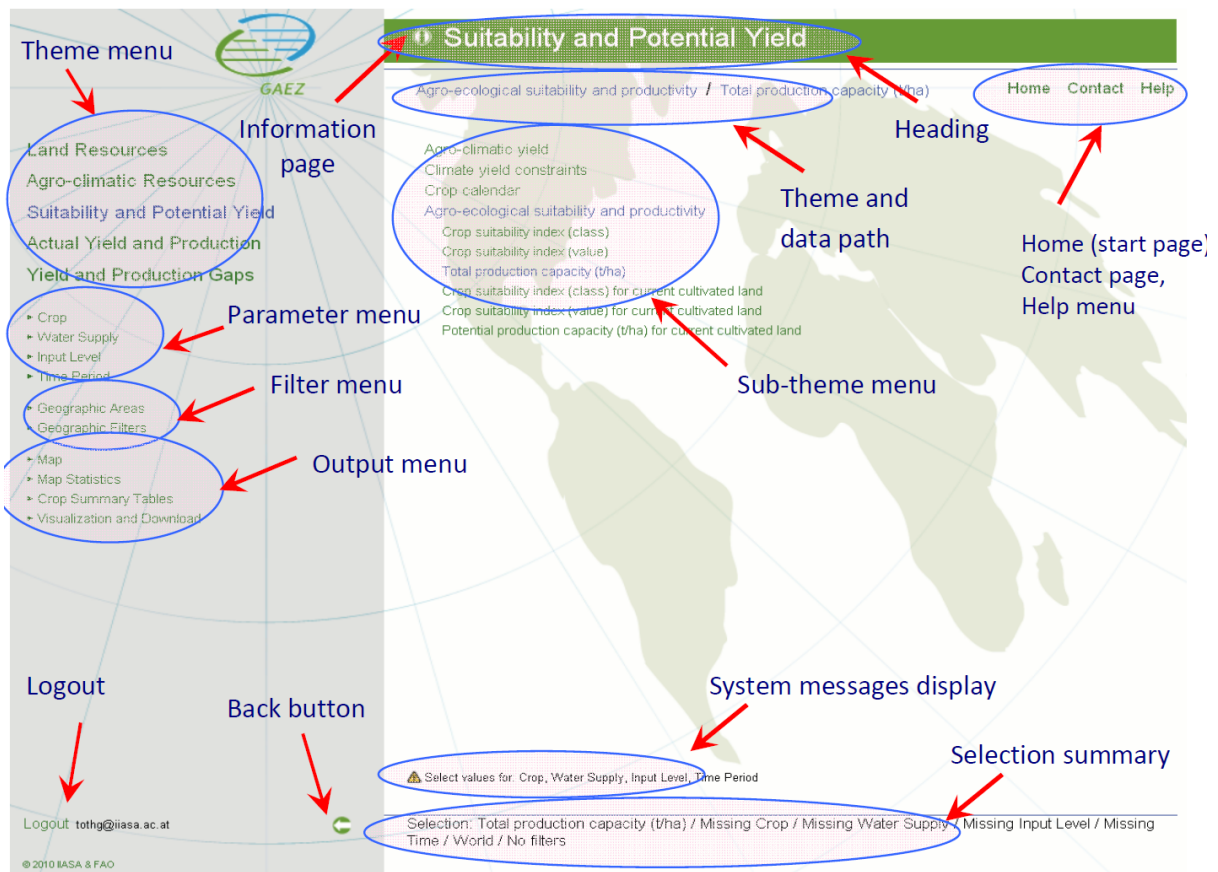 Theme menu
GAEZ
Suitability and Potential Yield
Agro-ecological suitability and productivity / Total production capacity (t/ha)
Home Contact Help
Information
page
Heading
Land Resources
Agro-climatic Resources
Suitability and Potential Yield
Actual Yield and Production
Yield and Production Gaps
Agro-climatic yield
Climate yield constraints
Crop calendar
Agro-ecological suitability and productivity
Crop suitability index (class)
Crop suitability index (value)
Total production capacity (t/ha)
Crop suitability index (class) for current cultivated land
Crop suitability index (value) for current cultivated land
Potential production capacity (t/ha) for current cultivated land
Theme and
data path
Home (start page)
Contact page,
Help menu
Crop
Water Supply
Input Level
Time Period
Parameter menu
Filter menu
Sub-theme menu
Geographic Areas
Geographic Filters
Output menu
Map
Map Statistics
Crop Summary Tables
Visualization and Download
Logout
Back button
System messages display
Selection summary
Select values for: Crop, Water Supply, Input Level, Time Period
Logout tothg@iiasa.ac.at
Selection: Total production capacity (t/ha) / Missing Crop / Missing Water Supply / Missing Input Level / Missing
Time / World / No filters
© 2010 IIASA & FAO